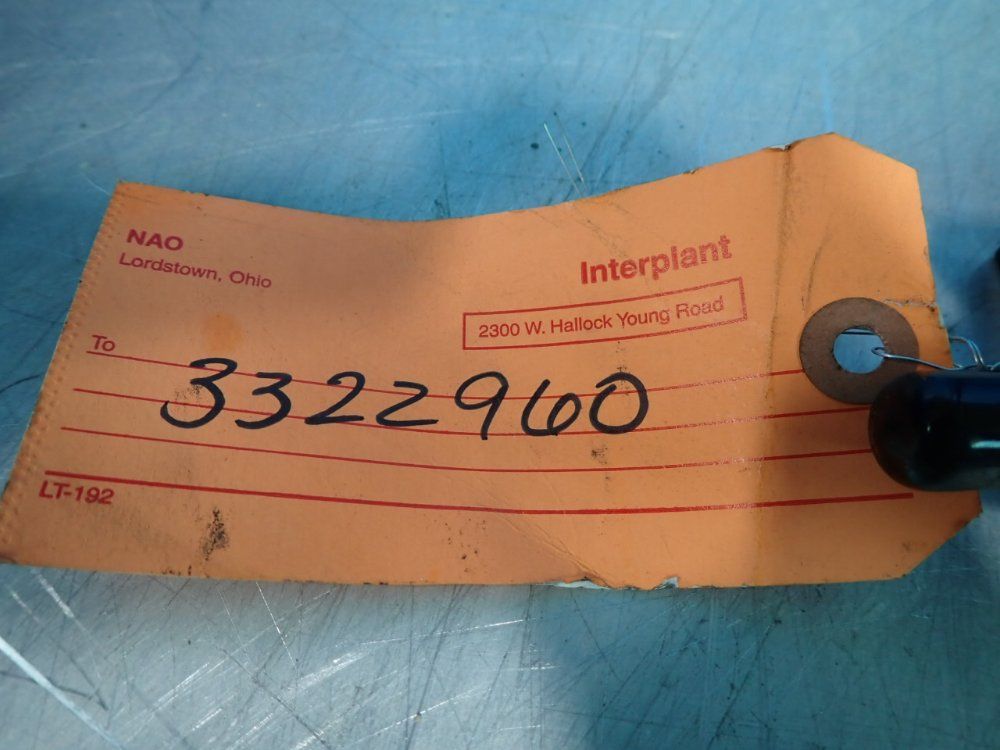 NAO
Lordstown, Ohio
Interplant
2300 W. Hallock Young Road
To
3322960
LT-192